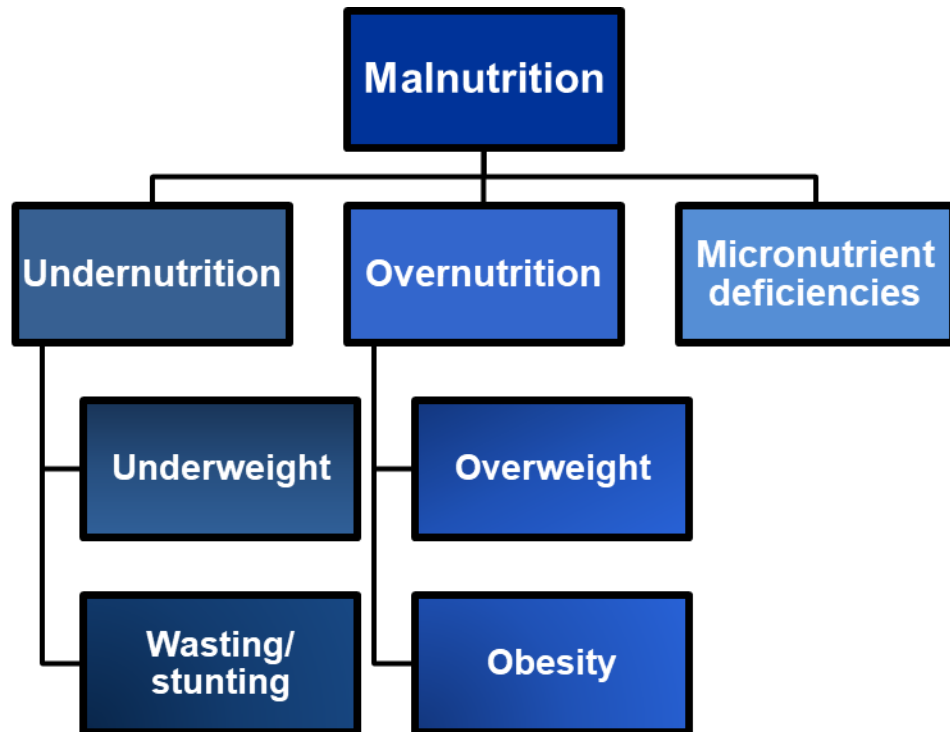 Malnutrition
Undernutrition
Overnutrition
Micronutrient
deficiencies
Underweight
Overweight
Wasting/
stunting
Obesity